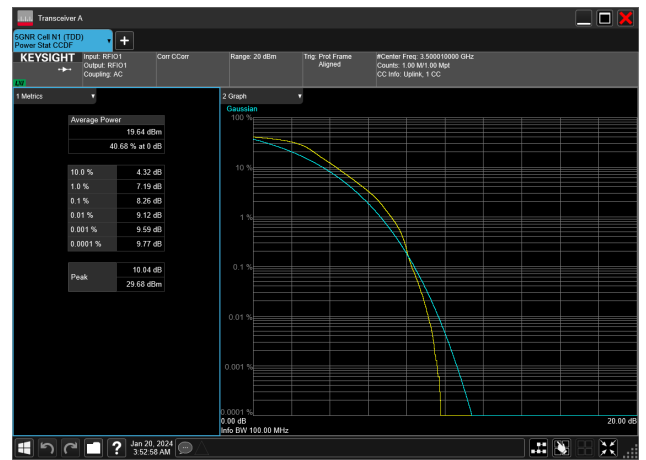 Transceiver A
5GNR Cell N1 (TDD)
Power Stat CCDF
KEYSIGHT
Input: RFIO1
Output: RFIO1
Coupling: AC
Corr CCorr
Range: 20 dBm
Trig: Prot Frame
Aligned
#Center Freq: 3.500010000 GHz
Counts: 1.00 M/1.00 Mpt
CC Info: Uplink, 1 CC
1 Metrics
Average Power
19.64 dBm
40.68 % at 0 dB
10.0 % 4.32 dB
1.0 % 7.19 dB
0.1 % 8.26 dB
0.01 % 9.12 dB
0.001 % 9.59 dB
0.0001 % 9.77 dB
Peak
10.04 dB
29.68 dBm
2 Graph
Gaussian
100 %
10 %
1 %
0.1 %
0.01 %
0.001 %
0.0001 %
0.00 dB
20.00 dB
Info BW 100.00 MHz
Jan 20, 2024
3:52:58 AM